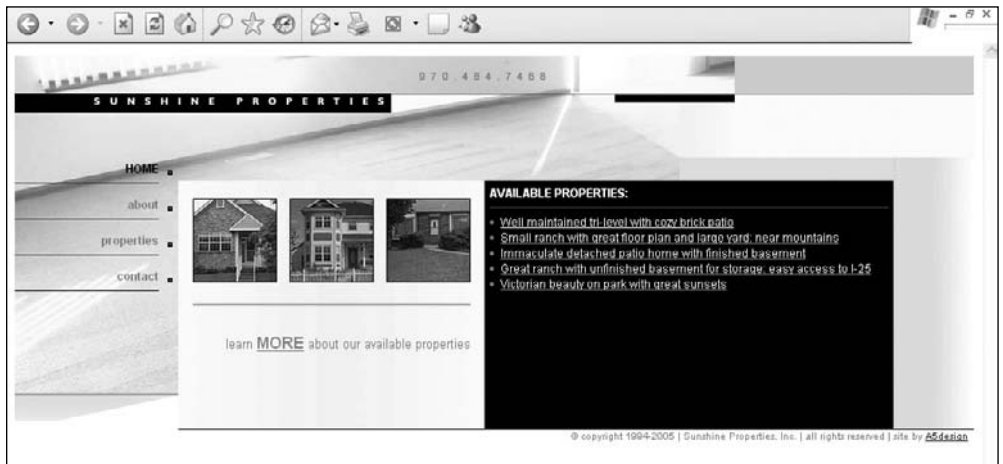 970.484.7468
SUNSHINE PROPERTIES
HOME
about
properties
contact
AVAILABLE PROPERTIES:
Well maintained tri-level with cozy brick patio
Small ranch with great floor plan and large yard; near mountains
Immaculate detached patio home with finished basement
Great ranch with unfinished basement for storage; easy access to I-25
Victorian beauty on park with great sunsets
learn MORE about our available properties
© copyright 1994-2005 | Sunshine Properties, Inc. | all rights reserved | site by A5design